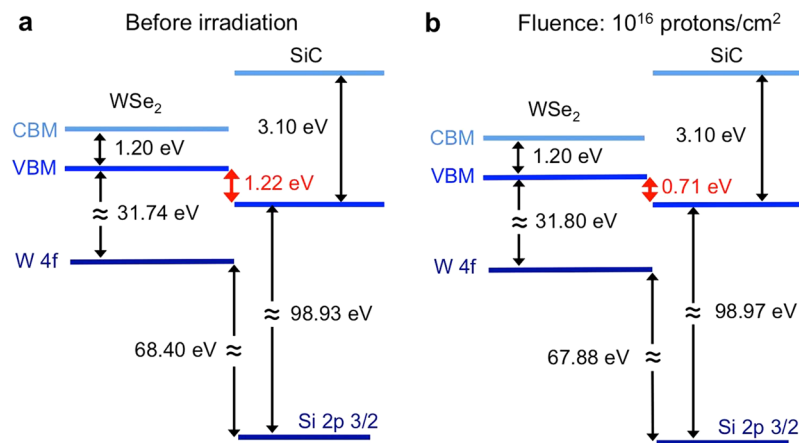 a Before irradiation
SiC
WSe₂
CBM
3.10 eV
1.20 eV
VBM
1.22 eV
≈ 31.74 eV
W 4f
≈ 98.93 eV
68.40 eV ≈
Si 2p 3/2
b Fluence: 10¹⁶ protons/cm²
SiC
WSe₂
CBM
3.10 eV
1.20 eV
VBM
0.71 eV
≈ 31.80 eV
W 4f
≈ 98.97 eV
67.88 eV ≈
Si 2p 3/2